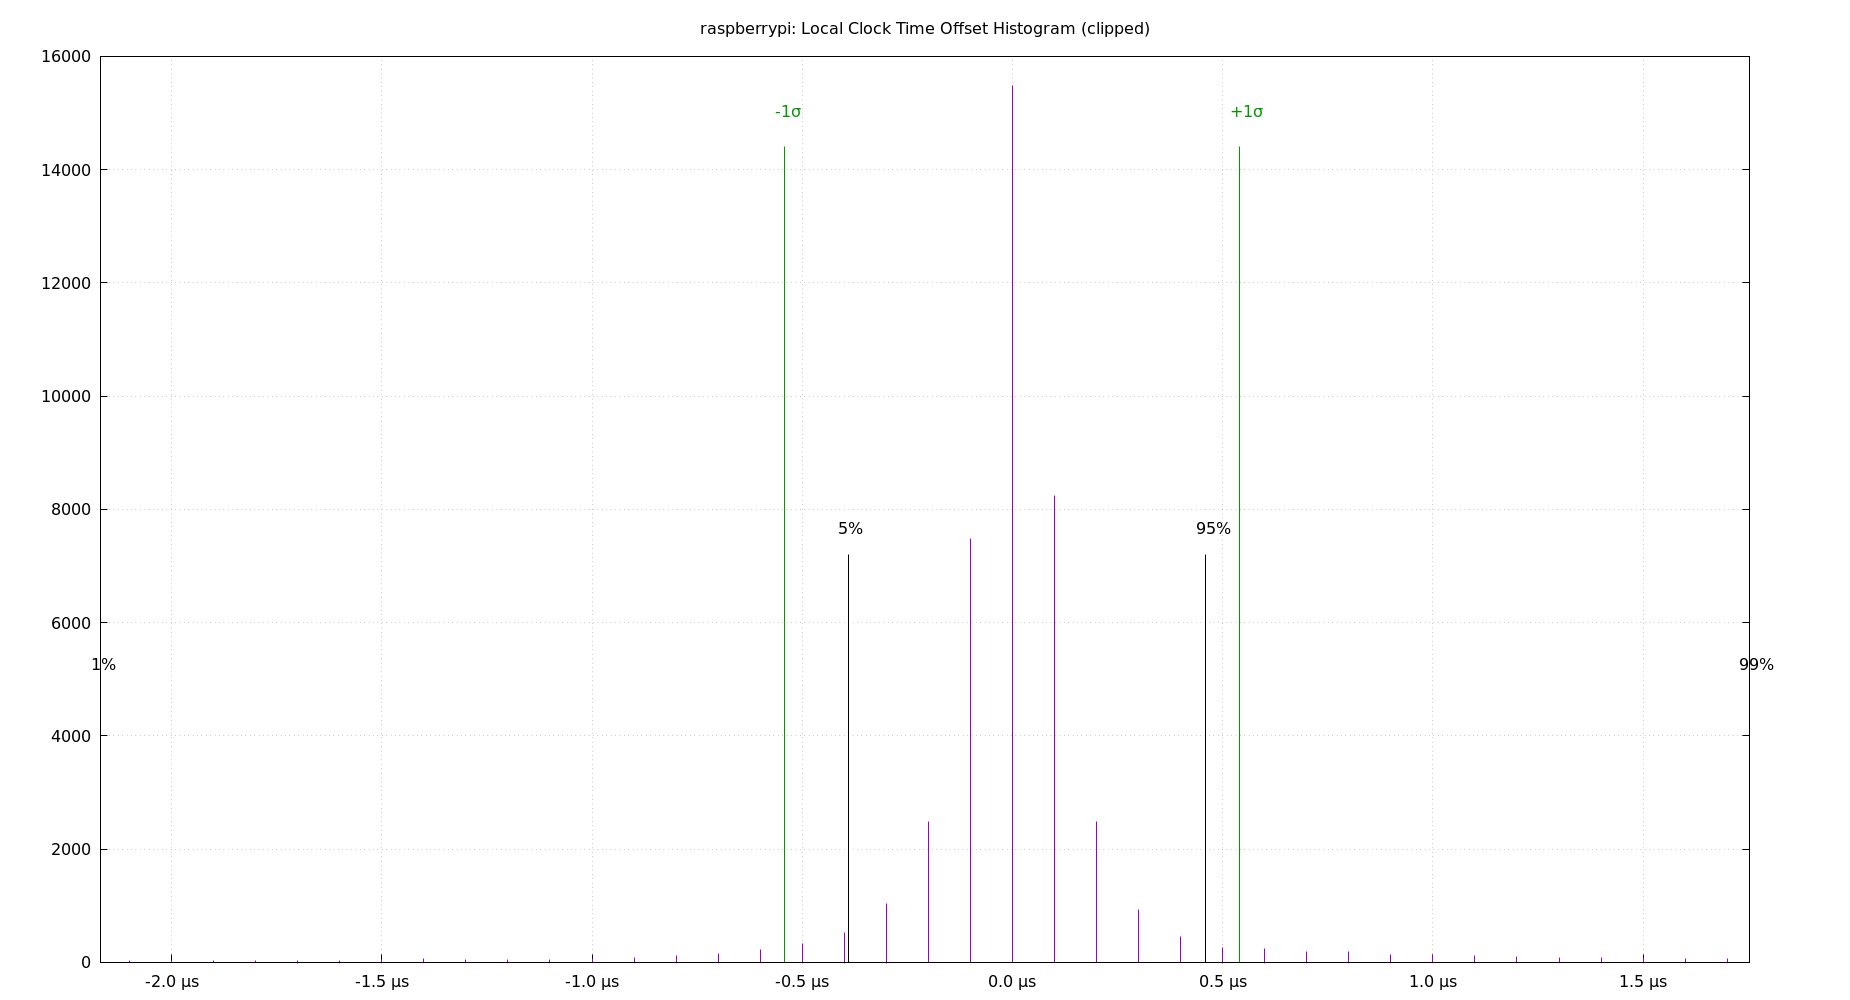 raspberrypi: Local Clock Time Offset Histogram (clipped)
16000
-1σ
+1σ
14000
12000
10000
8000
5%
95%
6000
1%
99%
4000
2000
0
-2.0 µs
-1.5 µs
-1.0 µs
-0.5 µs
0.0 µs
0.5 µs
1.0 µs
1.5 µs